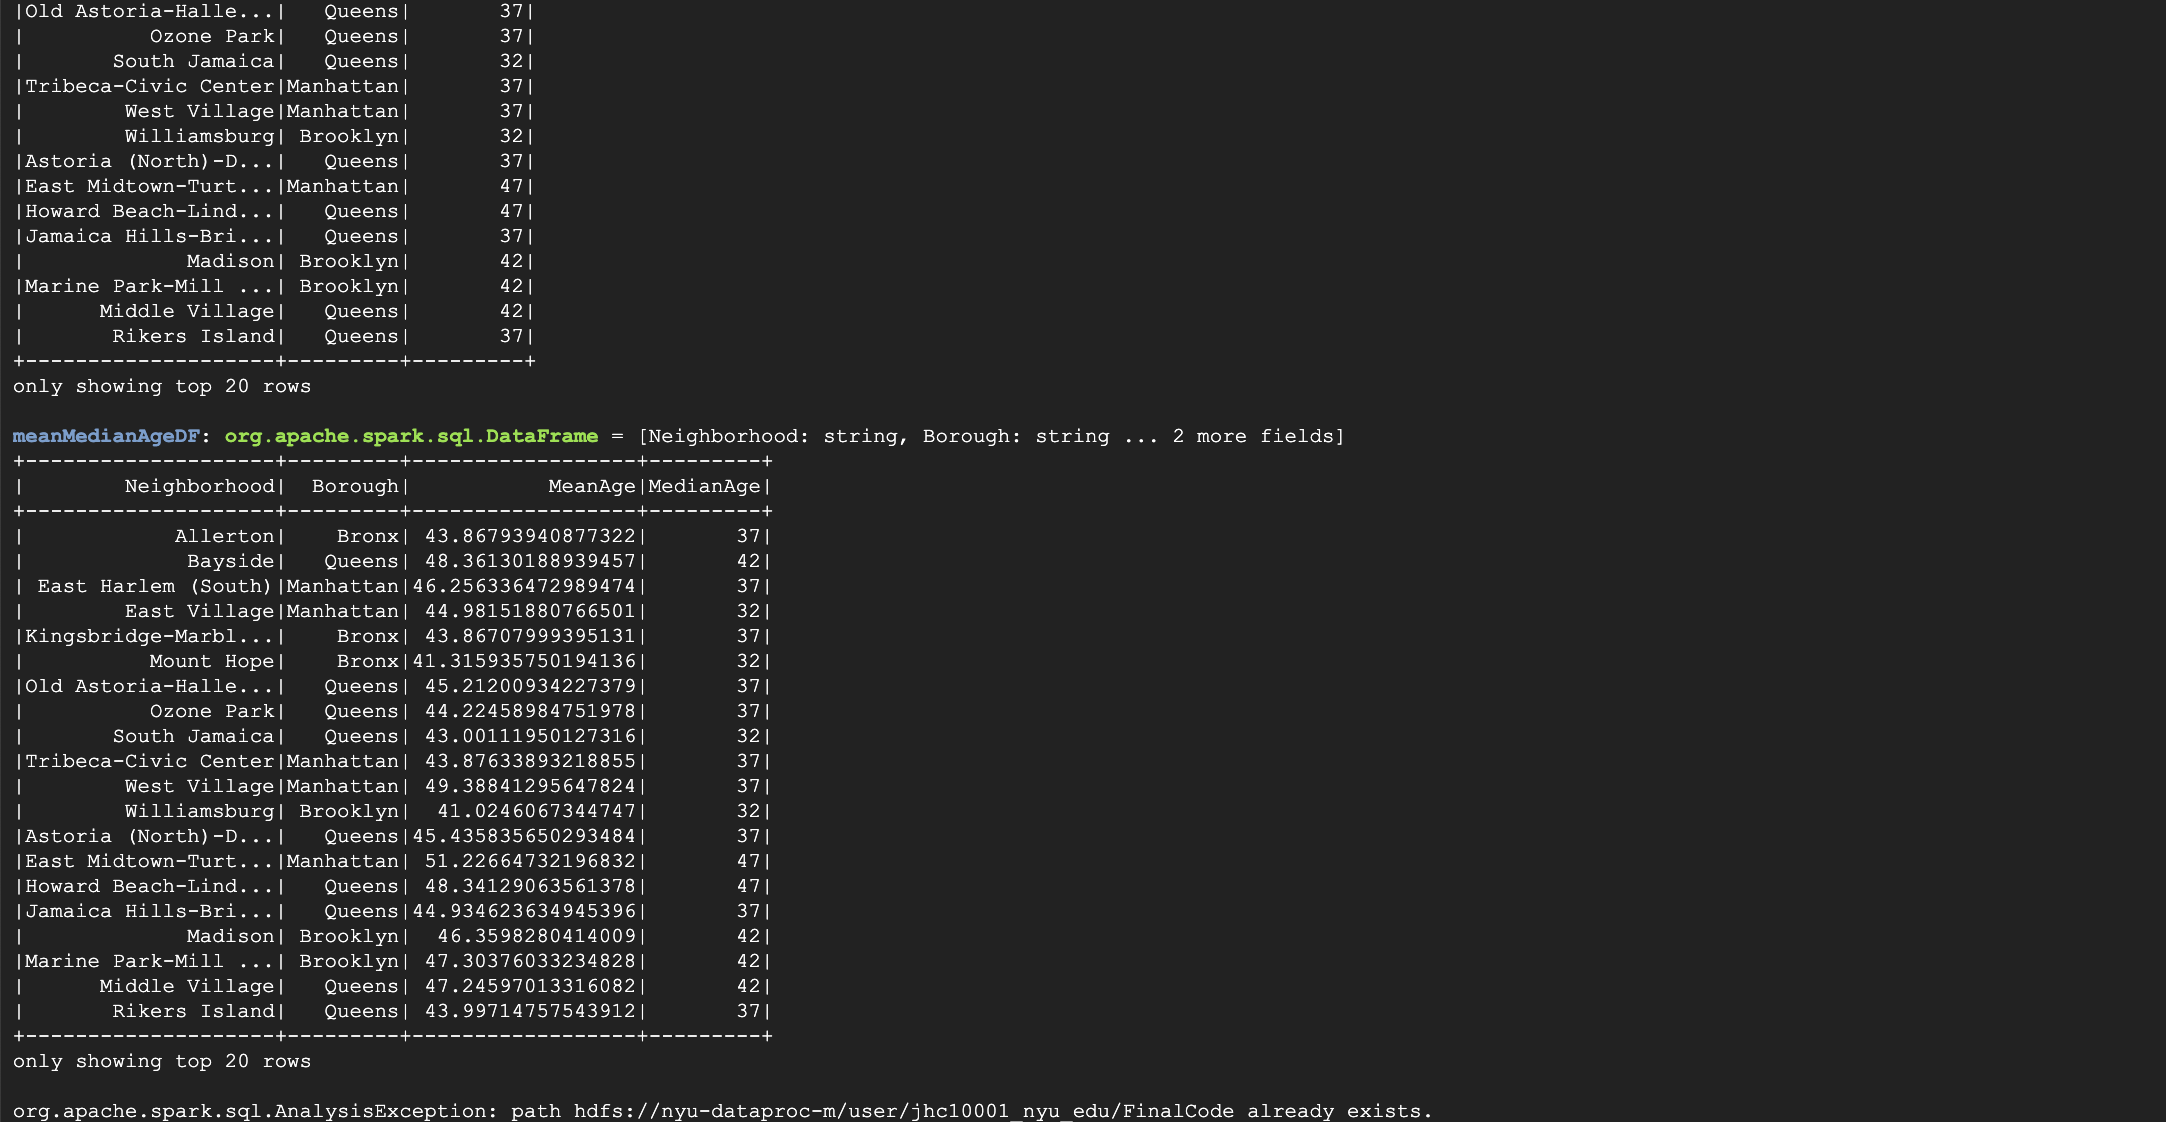 |Old Astoria-Halle...|   Queens|       37|
|          Ozone Park|   Queens|       37|
|       South Jamaica|   Queens|       32|
|Tribeca-Civic Center|Manhattan|       37|
|        West Village|Manhattan|       37|
|        Williamsburg| Brooklyn|       32|
|Astoria (North)-D...|   Queens|       37|
|East Midtown-Turt...|Manhattan|       47|
|Howard Beach-Lind...|   Queens|       47|
|Jamaica Hills-Bri...|   Queens|       37|
|             Madison| Brooklyn|       42|
|Marine Park-Mill ...| Brooklyn|       42|
|      Middle Village|   Queens|       42|
|       Rikers Island|   Queens|       37|
+--------------------+---------+---------+
only showing top 20 rows
meanMedianAgeDF: org.apache.spark.sql.DataFrame = [Neighborhood: string, Borough: string ... 2 more fields]
+--------------------+---------+------------------+---------+
|        Neighborhood|  Borough|           MeanAge|MedianAge|
+--------------------+---------+------------------+---------+
|            Allerton|    Bronx| 43.86793940877322|       37|
|             Bayside|   Queens| 48.36130188939457|       42|
| East Harlem (South)|Manhattan|46.256336472989474|       37|
|        East Village|Manhattan| 44.98151880766501|       32|
|Kingsbridge-Marbl...|    Bronx| 43.86707999395131|       37|
|          Mount Hope|    Bronx|41.315935750194136|       32|
|Old Astoria-Halle...|   Queens| 45.21200934227379|       37|
|          Ozone Park|   Queens| 44.22458984751978|       37|
|       South Jamaica|   Queens| 43.00111950127316|       32|
|Tribeca-Civic Center|Manhattan| 43.87633893218855|       37|
|        West Village|Manhattan| 49.38841295647824|       37|
|        Williamsburg| Brooklyn|  41.0246067344747|       32|
|Astoria (North)-D...|   Queens|45.435835650293484|       37|
|East Midtown-Turt...|Manhattan| 51.22664732196832|       47|
|Howard Beach-Lind...|   Queens| 48.34129063561378|       47|
|Jamaica Hills-Bri...|   Queens|44.934623634945396|       37|
|             Madison| Brooklyn|  46.3598280414009|       42|
|Marine Park-Mill ...| Brooklyn| 47.30376033234828|       42|
|      Middle Village|   Queens| 47.24597013316082|       42|
|       Rikers Island|   Queens| 43.99714757543912|       37|
+--------------------+---------+------------------+---------+
only showing top 20 rows
org.apache.spark.sql.AnalysisException: path hdfs://nyu-dataproc-m/user/jhc10001_nyu_edu/FinalCode already exists.